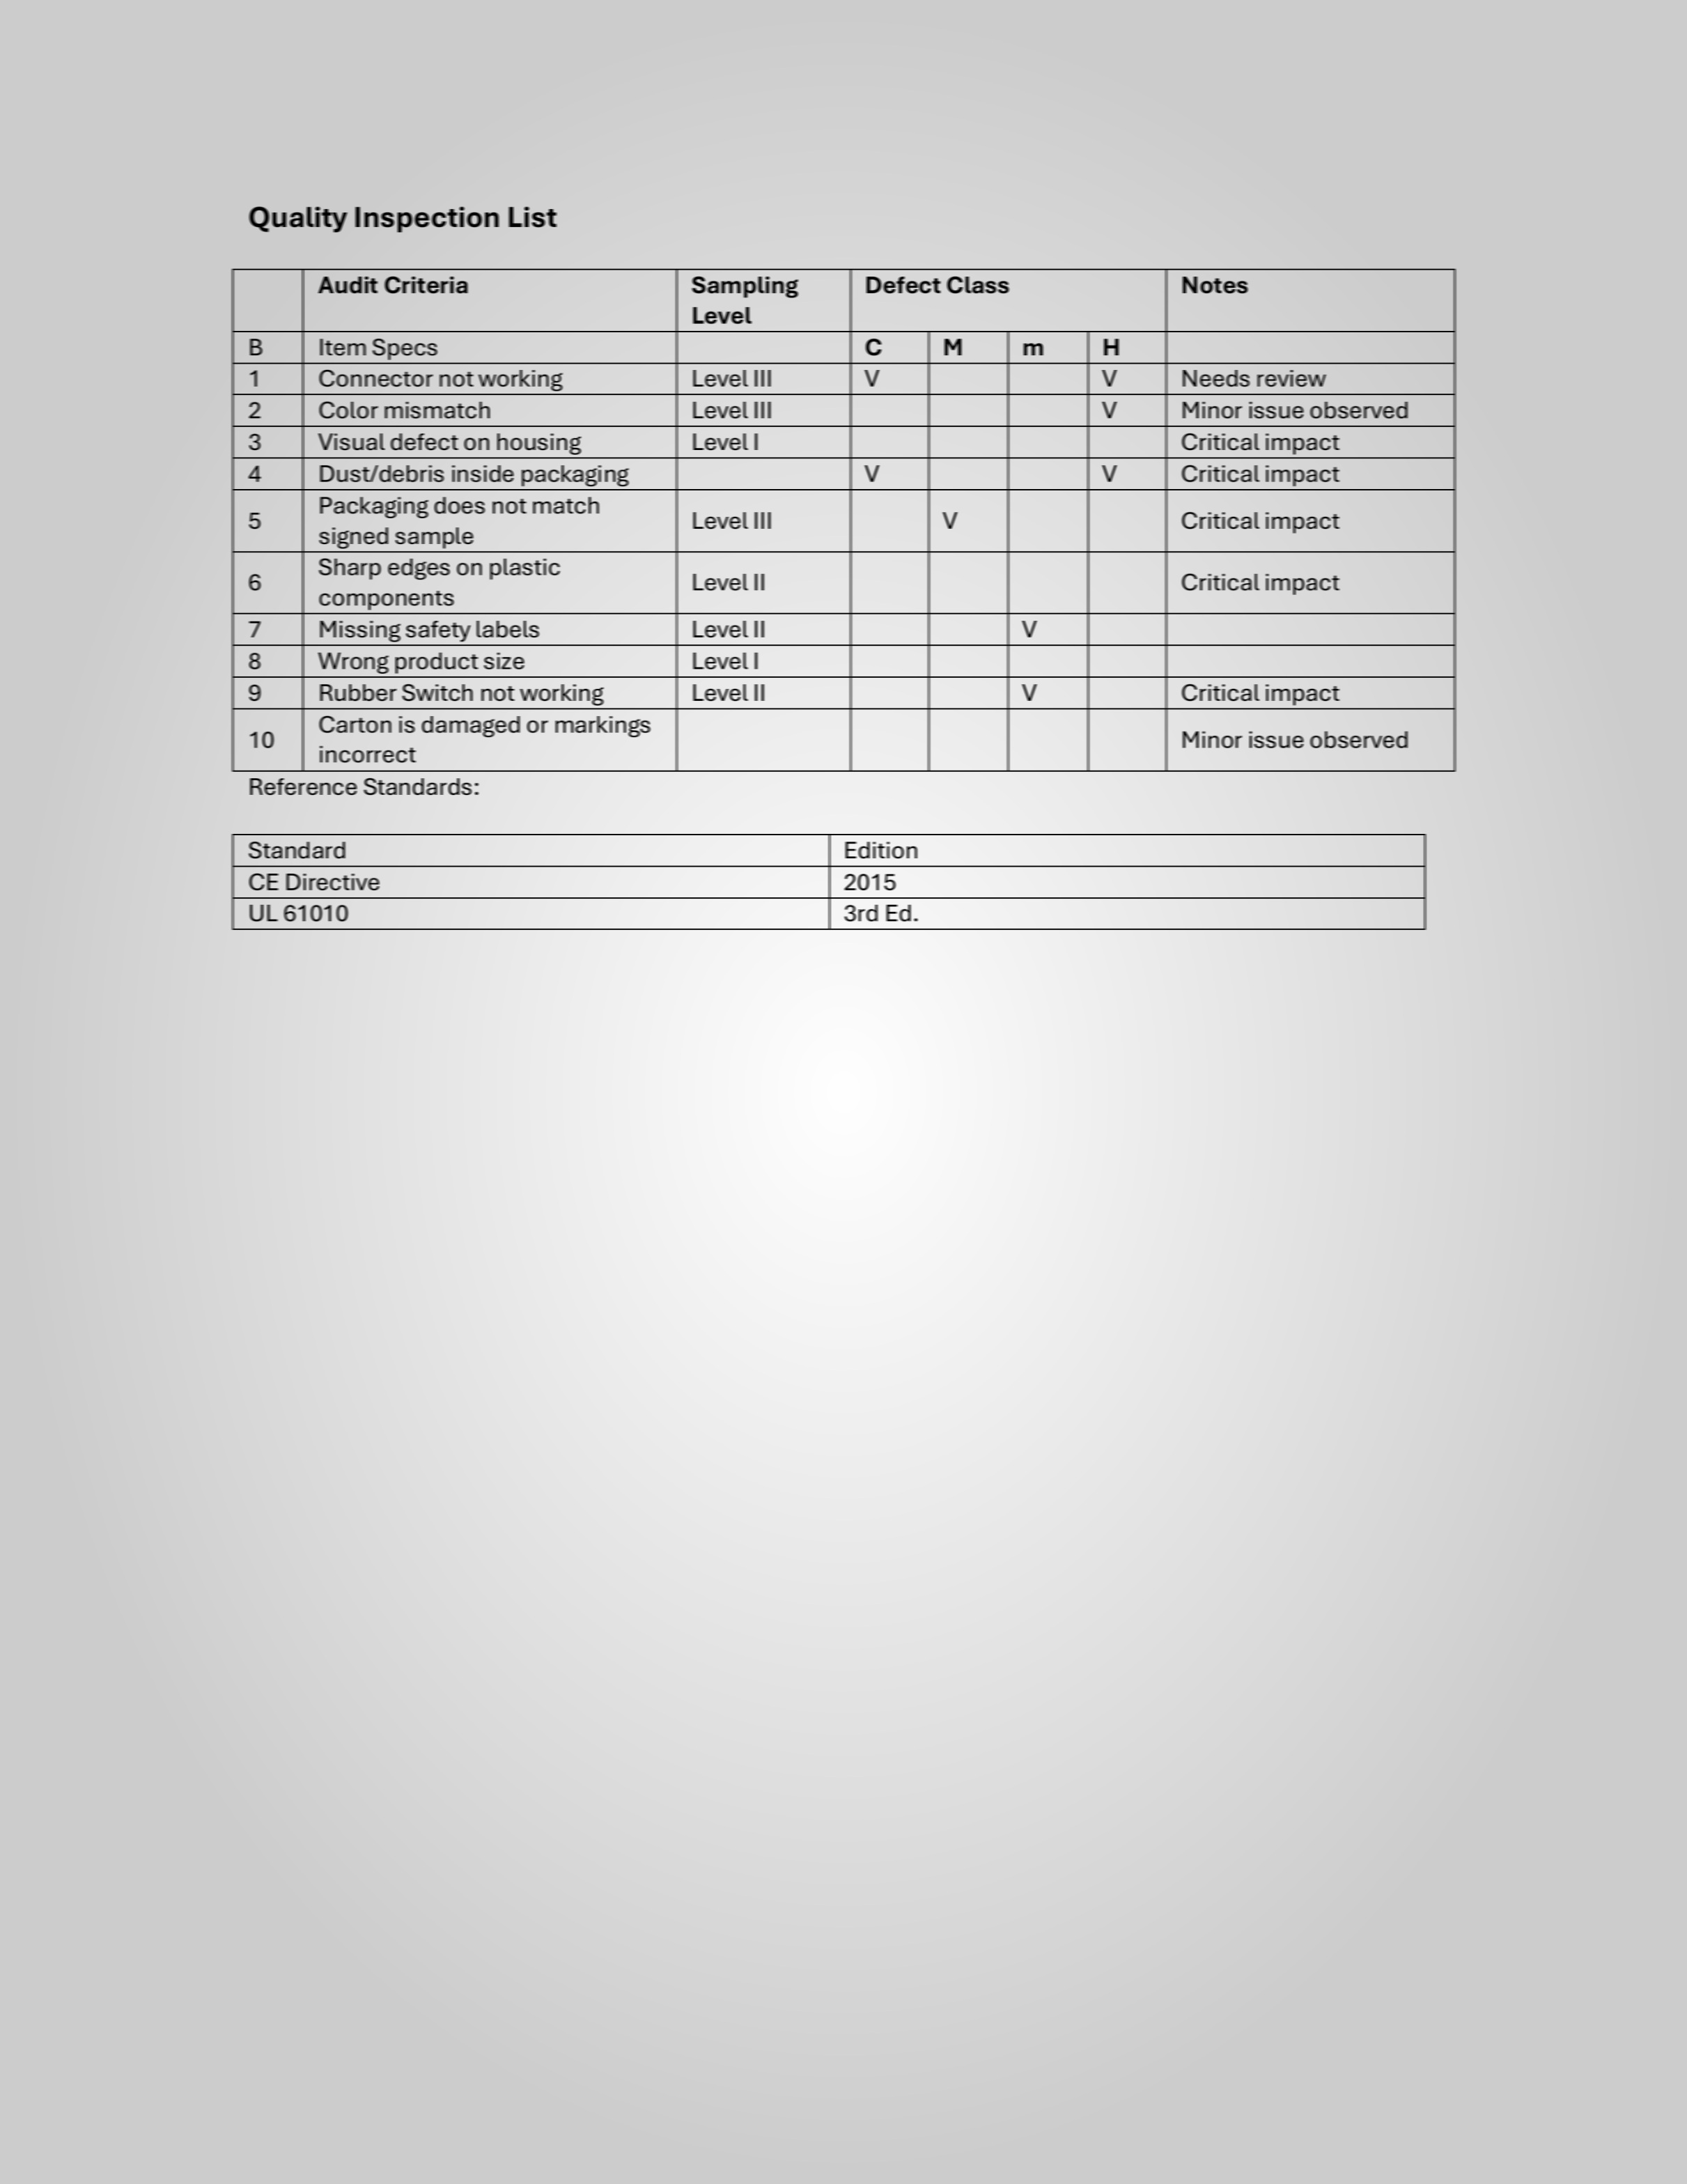 Quality Inspection List
Audit Criteria Sampling Level Defect Class Notes
B Item Specs C M m H
1 Connector not working Level III V V Needs review
2 Color mismatch Level III V Minor issue observed
3 Visual defect on housing Level I Critical impact
4 Dust/debris inside packaging V V Critical impact
5 Packaging does not match signed sample Level III V Critical impact
6 Sharp edges on plastic components Level II Critical impact
7 Missing safety labels Level II V
8 Wrong product size Level I
9 Rubber Switch not working Level II V Critical impact
10 Carton is damaged or markings incorrect Minor issue observed
Reference Standards:
Standard Edition
CE Directive 2015
UL 61010 3rd Ed.